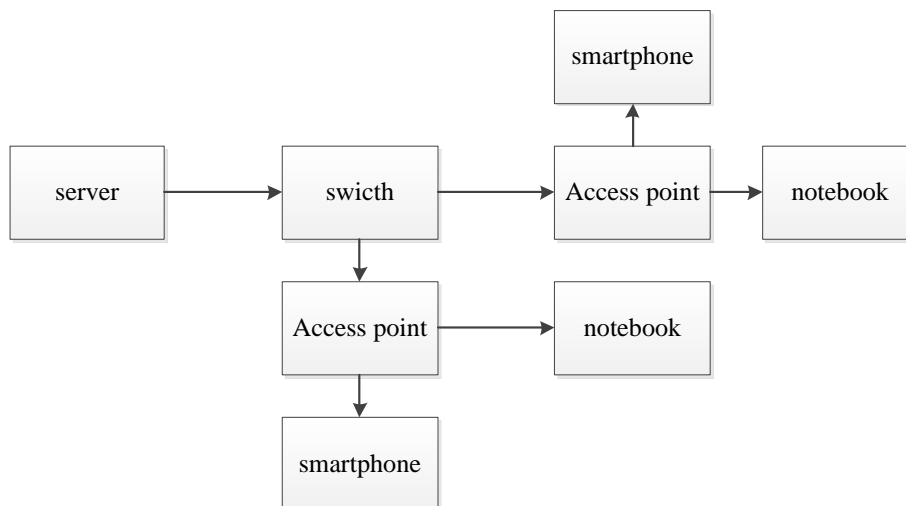 smartphone
server
swicth
Access point
notebook
Access point
notebook
smartphone